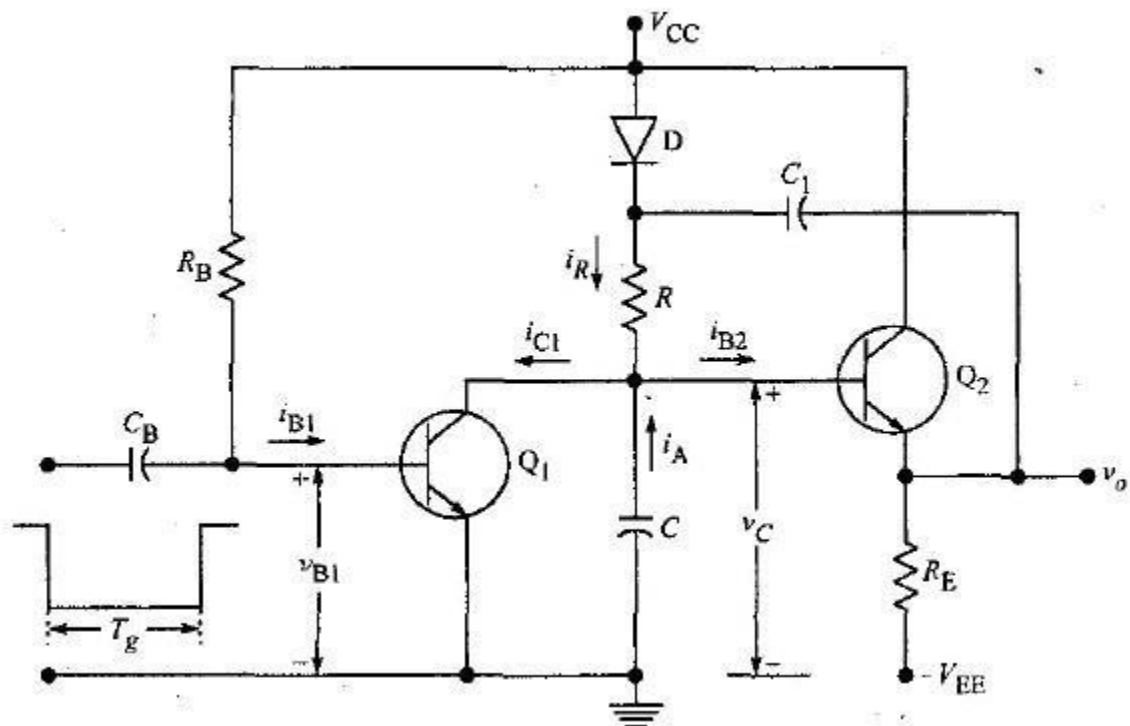 V_CC
D
C_1
R_B
i_R
R
i_C1
i_B2
Q_2
C_B
i_B1
Q_1
i_A
v_o
C
v_C
v_B1
R_E
T_g
V_EE